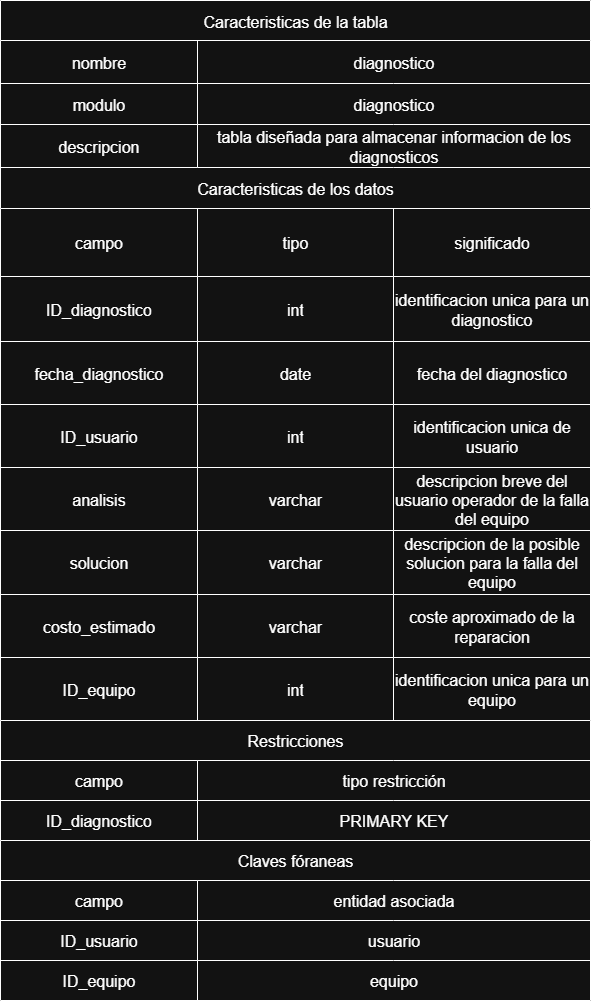 Caracteristicas de la tabla
nombre
diagnostico
modulo
diagnostico
descripcion
tabla diseñada para almacenar informacion de los
diagnosticos
Caracteristicas de los datos
campo
tipo
significado
ID_diagnostico
int
identificacion unica para un
diagnostico
fecha_diagnostico
date
fecha del diagnostico
ID_usuario
int
identificacion unica de
usuario
analisis
varchar
descripcion breve del
usuario operador de la falla
del equipo
solucion
varchar
descripcion de la posible
solucion para la falla del
equipo
costo_estimado
varchar
coste aproximado de la
reparacion
ID_equipo
int
identificacion unica para un
equipo
Restricciones
campo
tipo restricción
ID_diagnostico
PRIMARY KEY
Claves fóraneas
campo
entidad asociada
ID_usuario
usuario
ID_equipo
equipo